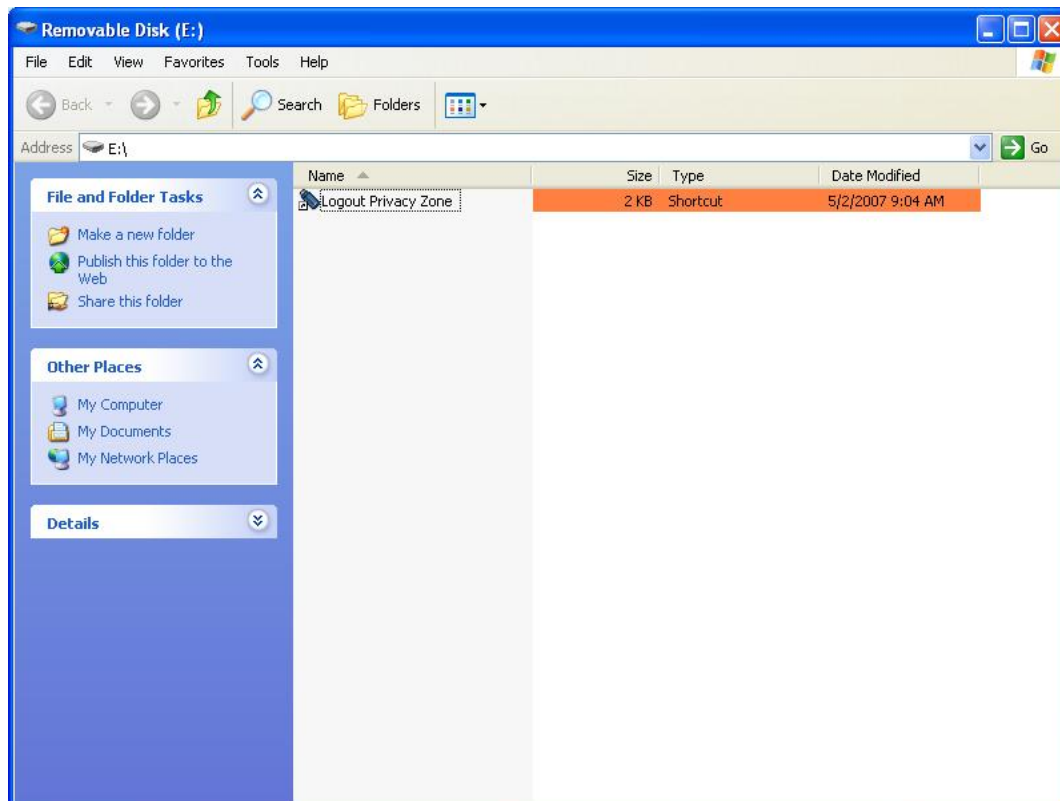 Removable Disk (E:)
File Edit View Favorites Tools Help
Back Search Folders
Address E:\ Go
Name Size Type Date Modified
Logout Privacy Zone 2 KB Shortcut 5/2/2007 9:04 AM
File and Folder Tasks
Make a new folder
Publish this folder to the
Web
Share this folder
Other Places
My Computer
My Documents
My Network Places
Details